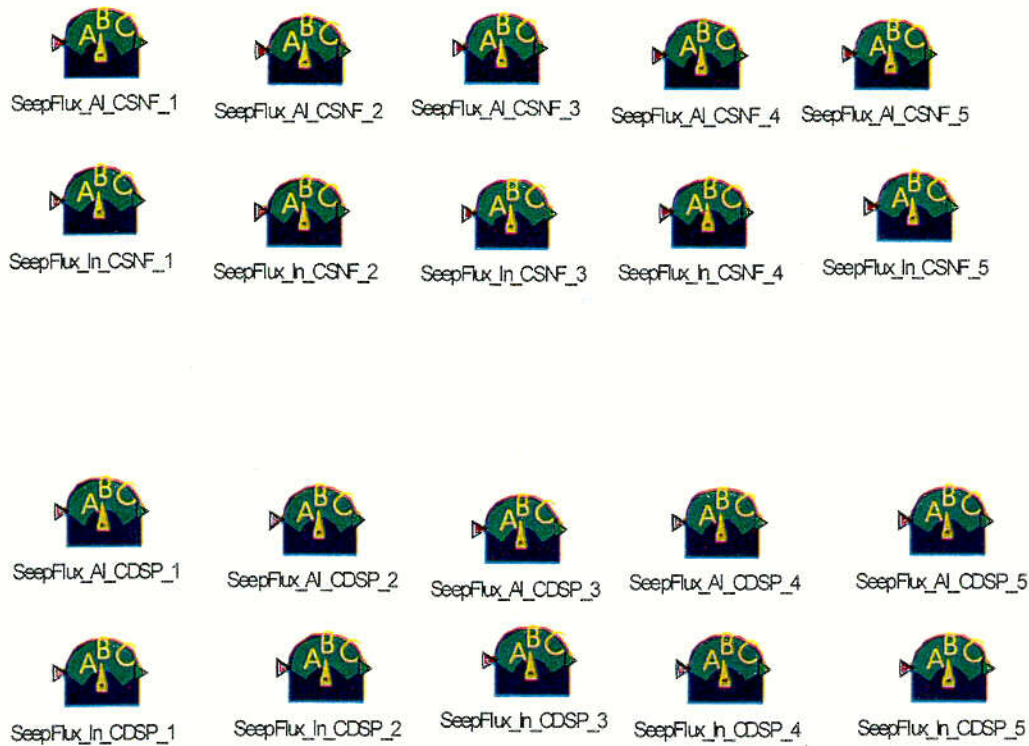 A B C A B C A B C A B C A B C
SeepFlux_Al_CSNF_1 SeepFlux_Al_CSNF_2 SeepFlux_Al_CSNF_3 SeepFlux_Al_CSNF_4 SeepFlux_Al_CSNF_5
A B C A B C A B C A B C A B C
SeepFlux_In_CSNF_1 SeepFlux_In_CSNF_2 SeepFlux_In_CSNF_3 SeepFlux_In_CSNF_4 SeepFlux_In_CSNF_5
A B C A B C A B C A B C A B C
SeepFlux_Al_CDSP_1 SeepFlux_Al_CDSP_2 SeepFlux_Al_CDSP_3 SeepFlux_Al_CDSP_4 SeepFlux_Al_CDSP_5
A B C A B C A B C A B C A B C
SeepFlux_In_CDSP_1 SeepFlux_In_CDSP_2 SeepFlux_In_CDSP_3 SeepFlux_In_CDSP_4 SeepFlux_In_CDSP_5